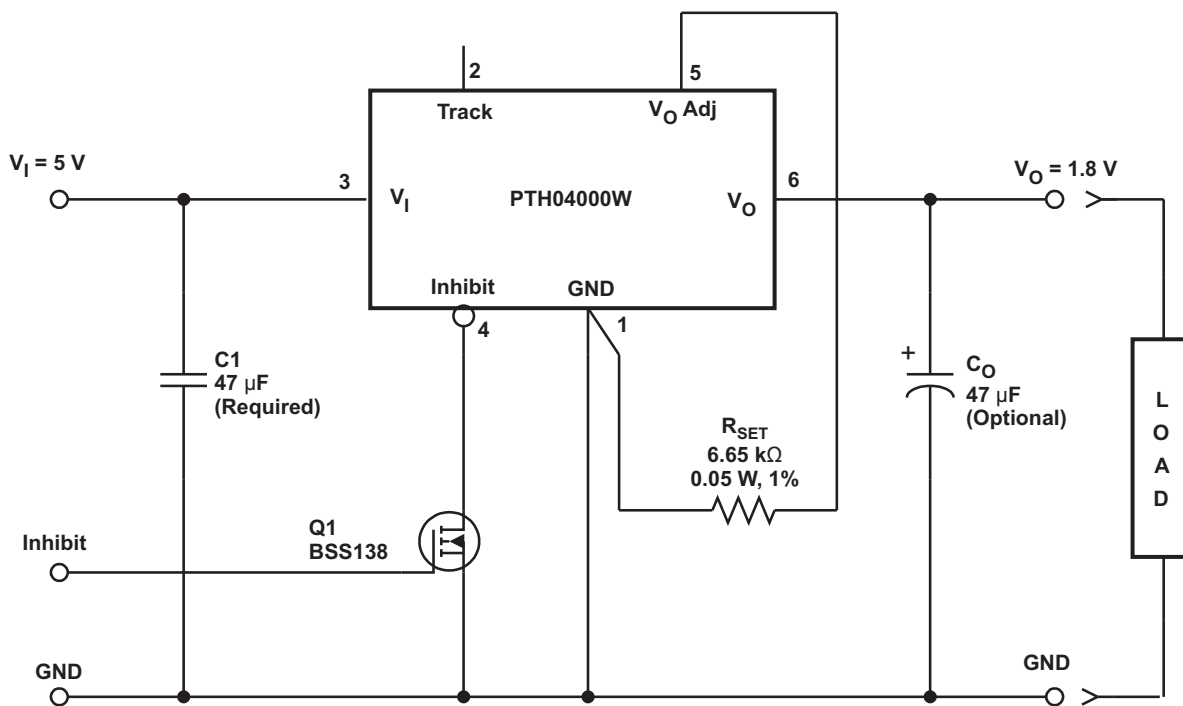 2
5
Track
V_O Adj
V_I = 5 V
3
V_I
PTH04000W
V_O
6
V_O = 1.8 V
Inhibit
GND
4
1
C1
47 μF
(Required)
+
C_O
47 μF
(Optional)
L
O
A
D
R_SET
6.65 kΩ
0.05 W, 1%
Q1
BSS138
Inhibit
GND
GND